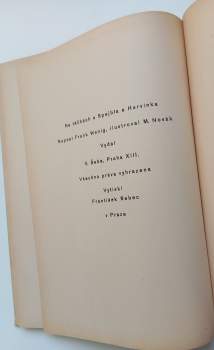 Na točkách u Spejbla a Hurvínka
Napsal Frank Wenig, ilustroval M. Novák
Vydal
V. Šeba, Praha XIII.
Všechna práva vyhrazena
Vytiskl
František Rebec
v Praze